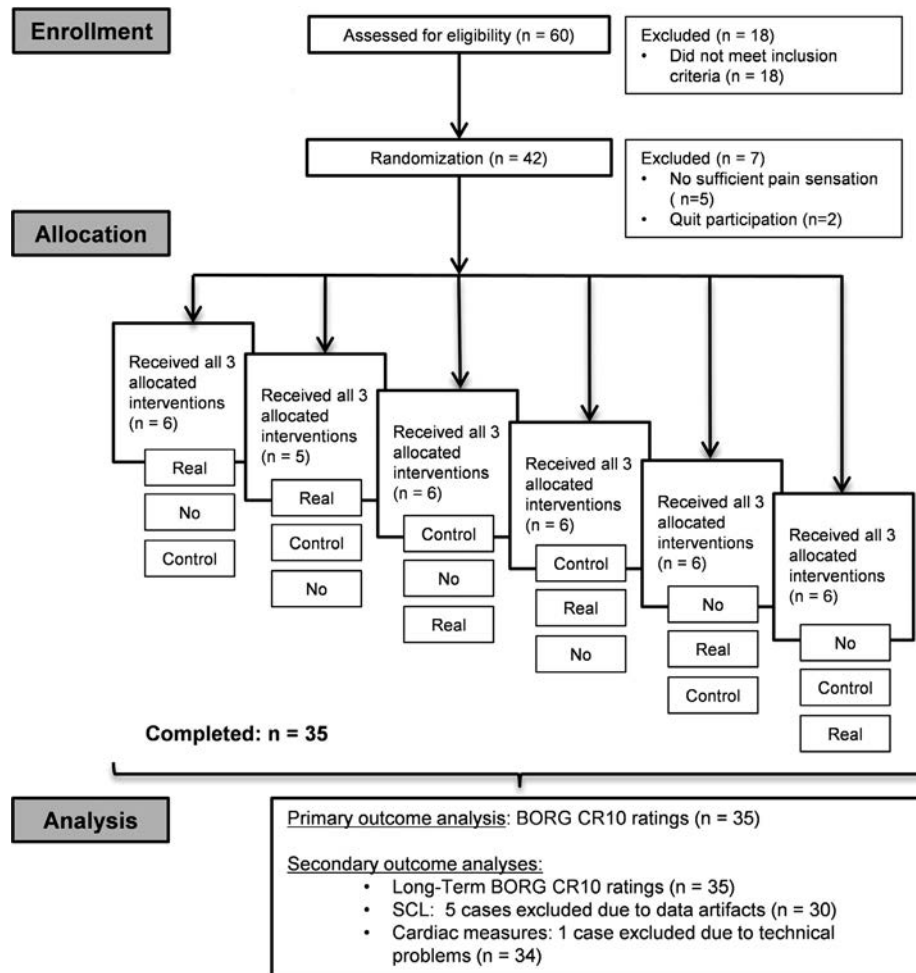 Enrollment
Assessed for eligibility (n = 60)
Excluded (n = 18)
• Did not meet inclusion
criteria (n = 18)
Randomization (n = 42)
Excluded (n = 7)
• No sufficient pain sensation
( n=5)
• Quit participation (n=2)
Allocation
Received all 3
allocated
interventions
(n = 6)
Real
No
Control
Received all 3
allocated
interventions
(n = 5)
Real
Control
No
Received all 3
allocated
interventions
(n = 6)
Control
No
Real
Received all 3
allocated
interventions
(n = 6)
Control
Real
No
Received all 3
allocated
interventions
(n = 6)
No
Real
Control
Received all 3
allocated
interventions
(n = 6)
No
Control
Real
Completed: n = 35
Analysis
Primary outcome analysis: BORG CR10 ratings (n = 35)
Secondary outcome analyses:
• Long-Term BORG CR10 ratings (n = 35)
• SCL: 5 cases excluded due to data artifacts (n = 30)
• Cardiac measures: 1 case excluded due to technical
problems (n = 34)